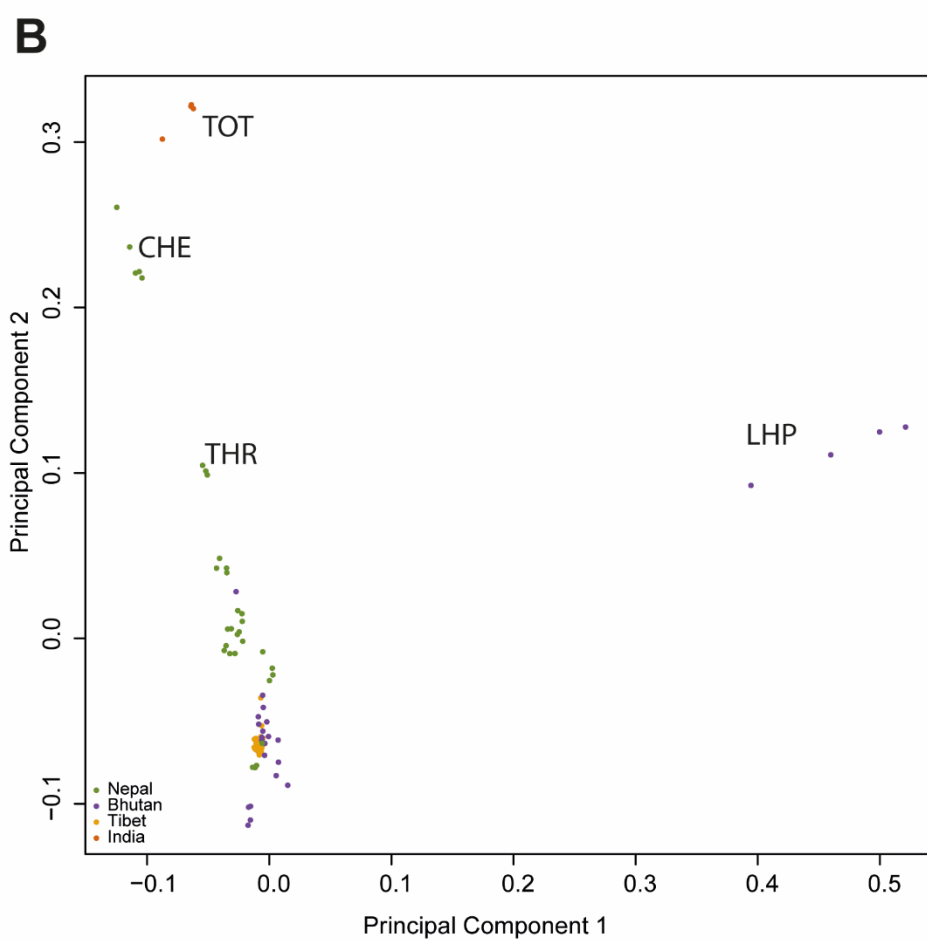 B
TOT
CHE
THR
LHP
Principal Component 2
0.3
0.2
0.1
0.0
−0.1
Nepal
Bhutan
Tibet
India
−0.1 0.0 0.1 0.2 0.3 0.4 0.5
Principal Component 1